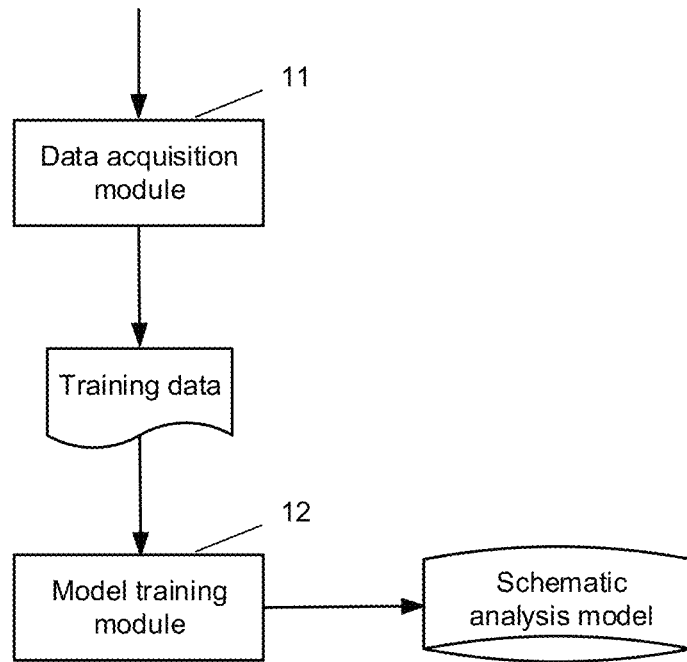 11
Data acquisition
module
Training data
12
Model training
module
Schematic
analysis model